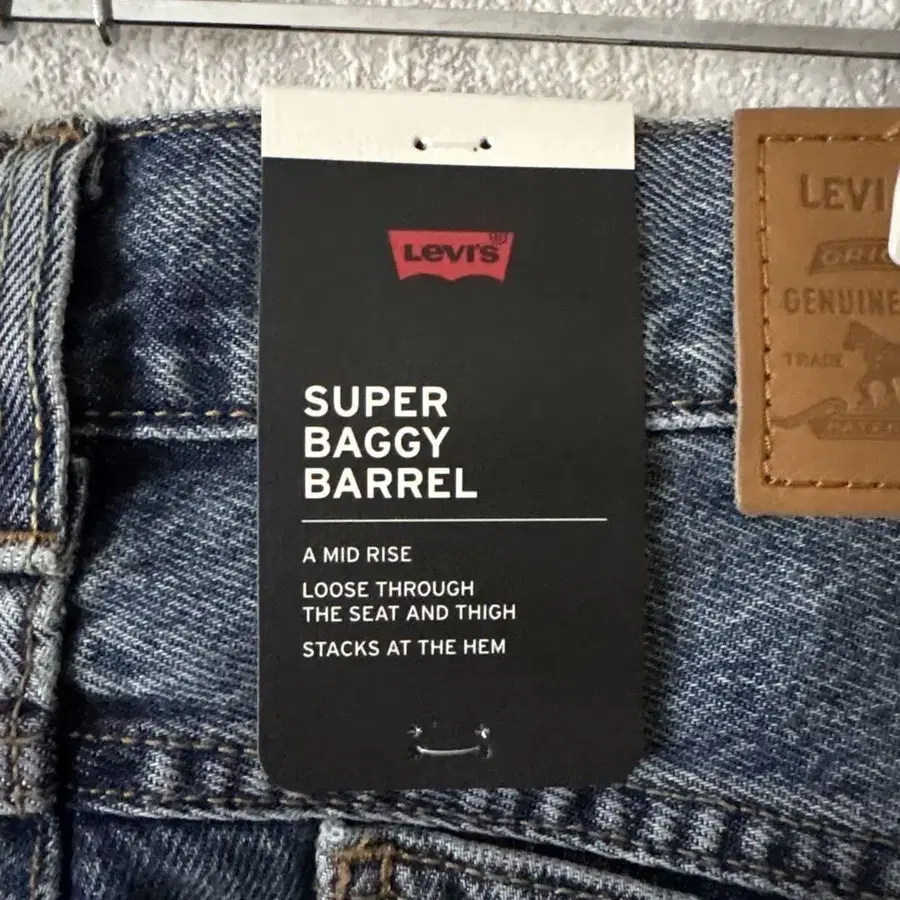 LEVI'S
SUPER
BAGGY
BARREL
A MID RISE
LOOSE THROUGH
THE SEAT AND THIGH
STACKS AT THE HEM
LEVI
GENUINE
TRADE